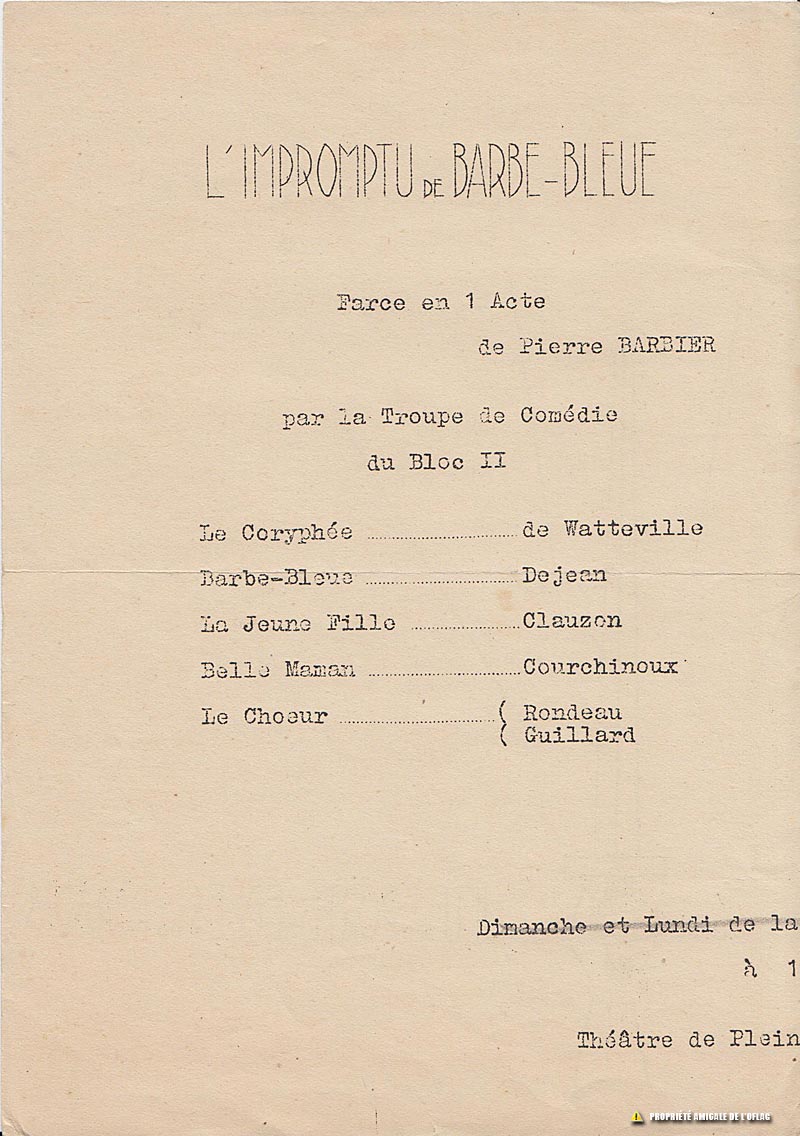 L'IMPROMPTU DE BARBE-BLEUE
Farce en 1 Acte
de Pierre BARBIER
par la Troupe de Comédie
du Bloc II
Le Coryphée ........................ de Watteville
Barbe-Bleue ........................ Dejean
La Jeune Fille ................. Clauzon
Belle Maman ........................ Courchinoux
Le Choeur ........................ ( Rondeau
( Guillard
Dimanche et Lundi de la
à 1
Théâtre de Plein
PROPRIÉTÉ AMICALE DE L'OFLAG